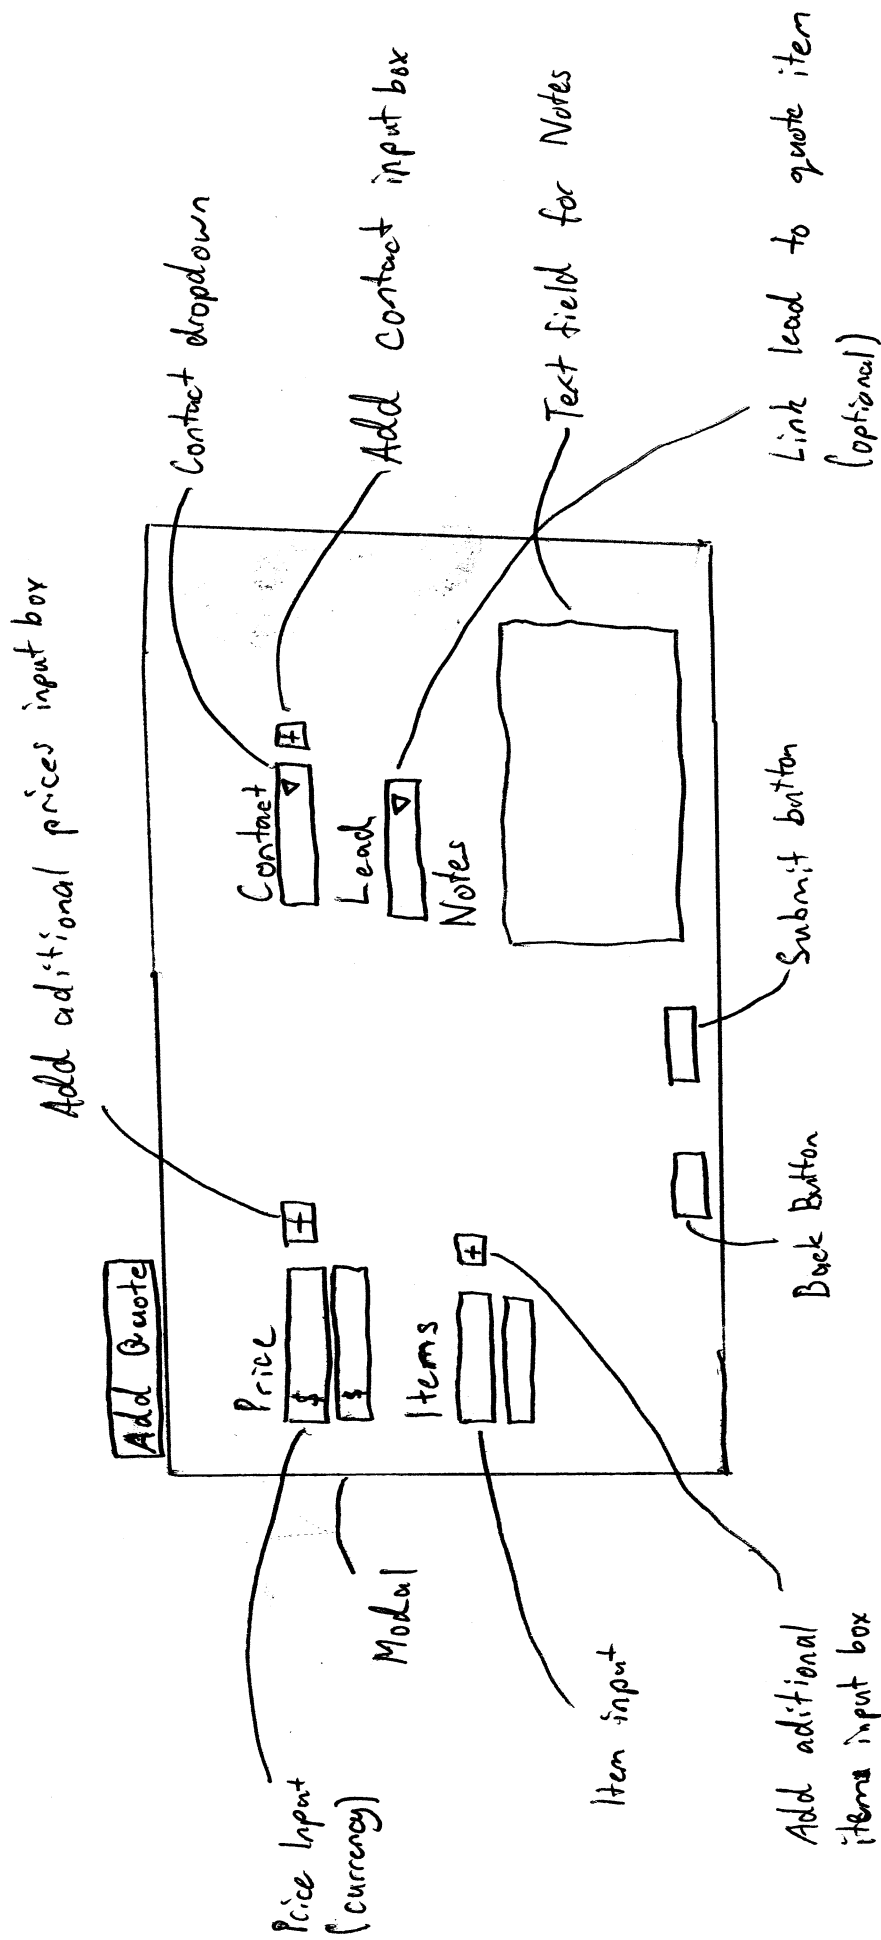 Add aditional prices input box
Contact dropdown
Add contact input box
Add Quote
Price
$
$
Contact
Lead
Items
Notes
Price Input
(currency)
Modal
Item input
Add aditional
items input box
Back Button
Submit button
Text field for Notes
Link lead to quote item
(optional)